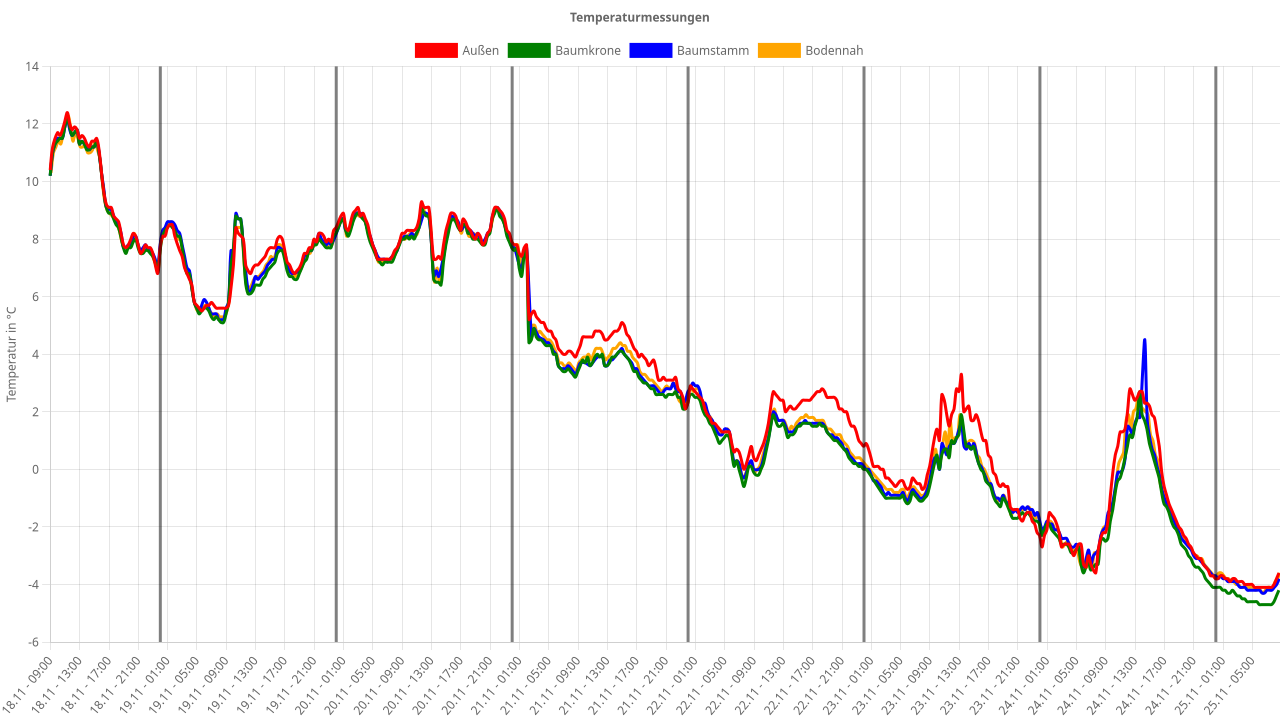 Temperaturmessungen
Außen Baumkrone Baumstamm Bodennah
Temperatur in °C
14
12
10
8
6
4
2
0
-2
-4
-6
18.11 - 09:00
18.11 - 13:00
18.11 - 17:00
18.11 - 21:00
19.11 - 01:00
19.11 - 05:00
19.11 - 09:00
19.11 - 13:00
19.11 - 17:00
19.11 - 21:00
20.11 - 01:00
20.11 - 05:00
20.11 - 09:00
20.11 - 13:00
20.11 - 17:00
20.11 - 21:00
21.11 - 01:00
21.11 - 05:00
21.11 - 09:00
21.11 - 13:00
21.11 - 17:00
21.11 - 21:00
22.11 - 01:00
22.11 - 05:00
22.11 - 09:00
22.11 - 13:00
22.11 - 17:00
22.11 - 21:00
23.11 - 01:00
23.11 - 05:00
23.11 - 09:00
23.11 - 13:00
23.11 - 17:00
23.11 - 21:00
24.11 - 01:00
24.11 - 05:00
24.11 - 09:00
24.11 - 13:00
24.11 - 17:00
24.11 - 21:00
25.11 - 01:00
25.11 - 05:00